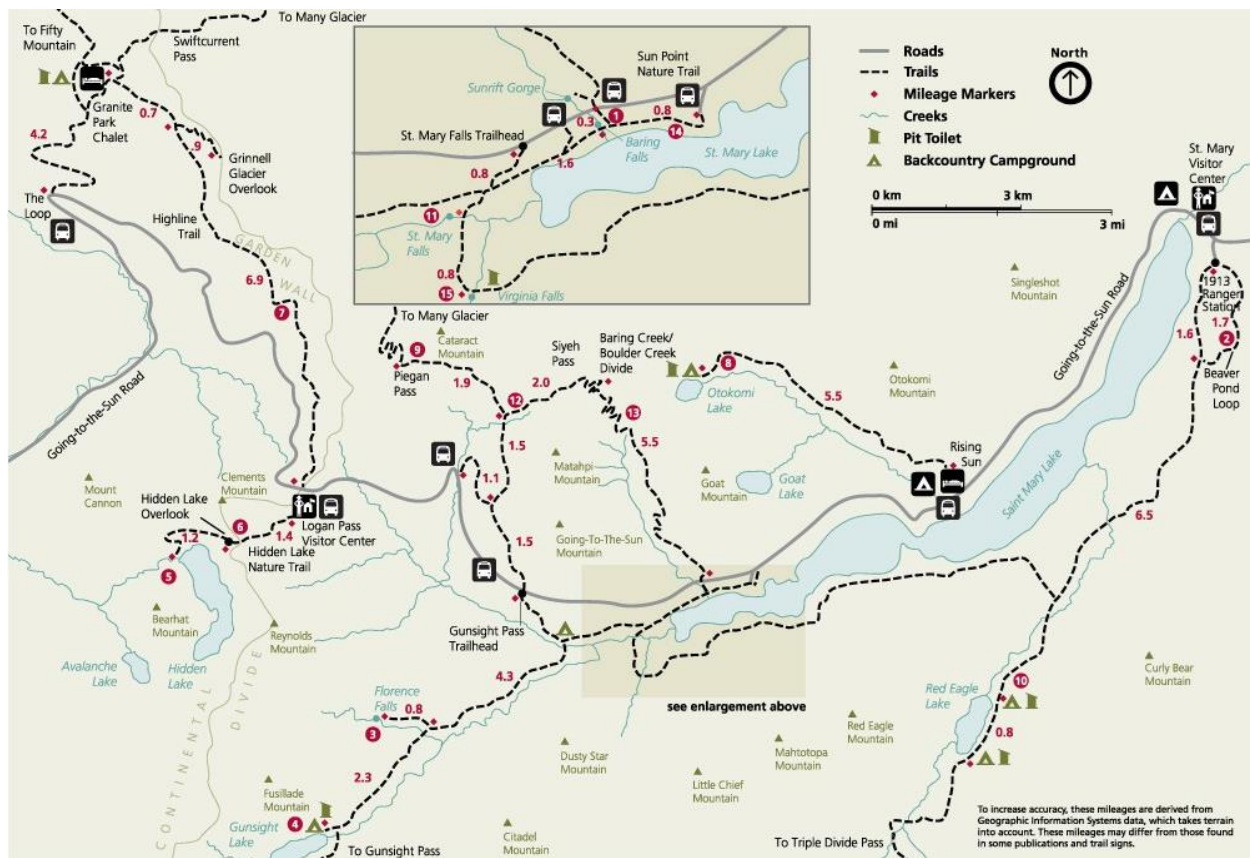 To Many Glacier
To Fifty
Mountain
Swiftcurrent
Pass
Granite
Park
Chalet
4.2
0.7
.9
Grinnell
Glacier
Overlook
The
Loop
Highline
Trail
GARDEN
WALL
6.9
7
Going-to-the-Sun Road
Sun Point
Nature Trail
Sunrift Gorge
St. Mary Falls Trailhead
1
0.3
0.8
14
Baring
Falls
St. Mary Lake
1.6
0.8
11
St. Mary
Falls
0.8
15
Virginia Falls
Roads
Trails
Mileage Markers
Creeks
Pit Toilet
Backcountry Campground
North
0 km
3 km
0 mi
3 mi
St. Mary
Visitor
Center
1913
Ranger
Station
1.6
1.7
2
Beaver
Pond
Loop
Singleshot
Mountain
Going-to-the-Sun Road
To Many Glacier
Cataract
Mountain
9
Piegan
Pass
1.9
Siyeh
Pass
2.0
12
Baring Creek/
Boulder Creek
Divide
13
5.5
8
Otokomi
Lake
5.5
Otokomi
Mountain
Rising
Sun
Saint Mary Lake
1.5
1.1
1.5
Matahpi
Mountain
Goat
Mountain
Goat
Lake
Going-To-The-Sun
Mountain
Mount
Cannon
Clements
Mountain
Hidden Lake
Overlook
6
1.4
Logan Pass
Visitor Center
1.2
Hidden Lake
Nature Trail
5
Bearhat
Mountain
Avalanche
Lake
Hidden
Lake
Reynolds
Mountain
CONTINENTAL
DIVIDE
Gunsight Pass
Trailhead
4.3
Florence
Falls
0.8
3
2.3
Fusillade
Mountain
4
Gunsight
Lake
To Gunsight Pass
Citadel
Mountain
Dusty Star
Mountain
Little Chief
Mountain
Mahtotopa
Mountain
Red Eagle
Mountain
see enlargement above
6.5
Red Eagle
Lake
10
0.8
Curly Bear
Mountain
To Triple Divide Pass
To increase accuracy, these mileages are derived from
Geographic Information Systems data, which takes terrain
into account. These mileages may differ from those found
in some publications and trail signs.